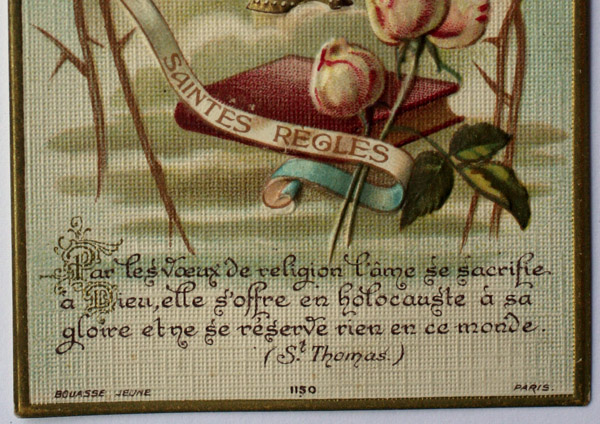 SAINTES REGLES
Par les vœux de religion l'âme se sacrifie
à Dieu, elle s'offre en holocauste à sa
gloire et ne se réserve rien en ce monde.
(St. Thomas.)
BOUASSE JEUNE 1150 PARIS.